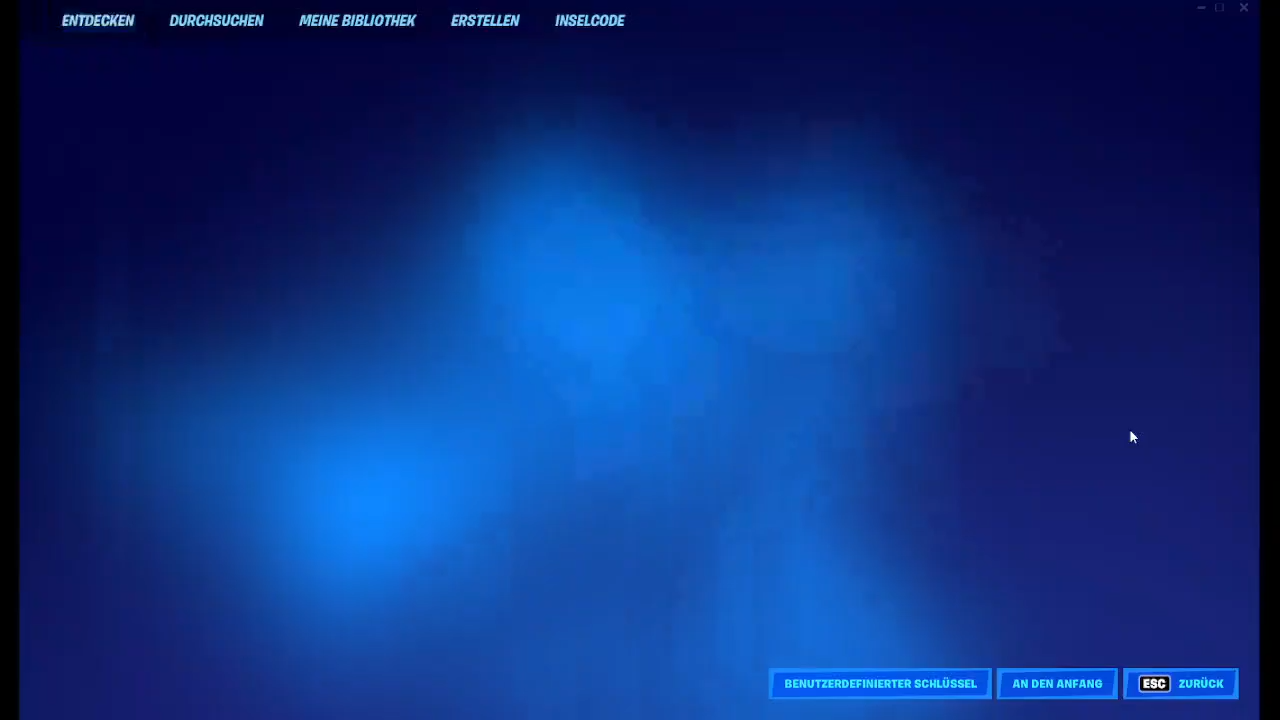 ENTDECKEN DURCHSUCHEN MEINE BIBLIOTHEK ERSTELLEN INSELCODE
BENUTZERDEFINIERTER SCHLÜSSEL AN DEN ANFANG ESC ZURÜCK